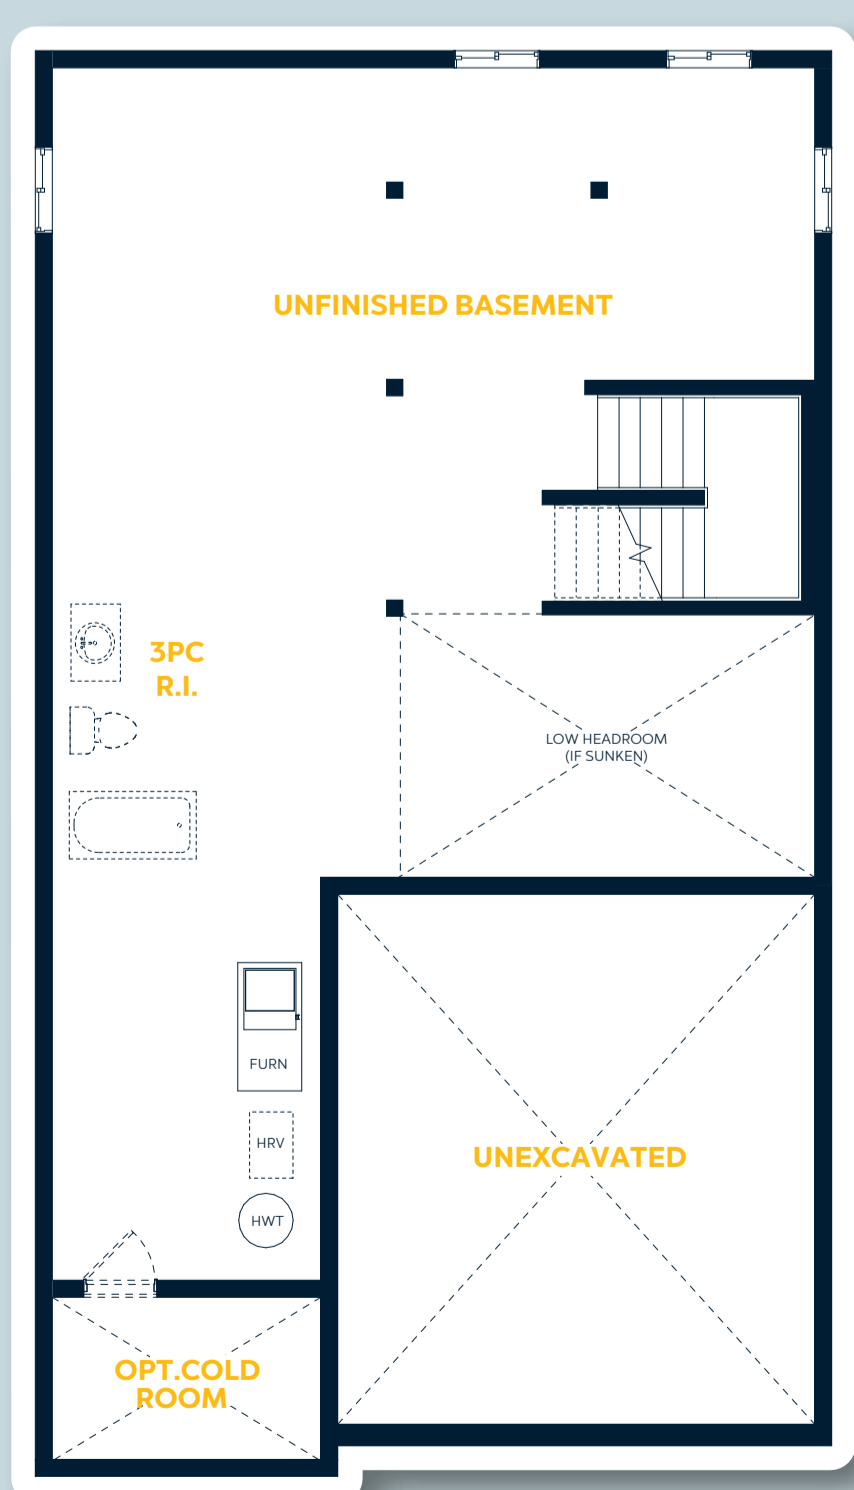 UNFINISHED BASEMENT
3PC
R.I.
LOW HEADROOM
(IF SUNKEN)
FURN
HRV
UNEXCAVATED
HWT
OPT.COLD
ROOM